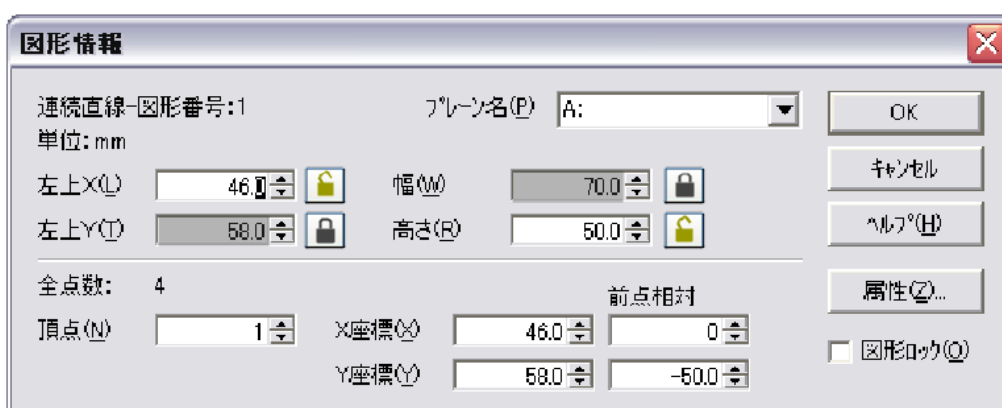 図形情報
連続直線-図形番号:1 プレーン名(P) A: OK
単位:mm
左上X(L) 46.0 幅(W) 70.0 キャンセル
左上Y(T) 58.0 高さ(R) 50.0 ヘルプ(H)
全点数: 4 前点相対 属性(Z)...
頂点(N) 1 X座標(X) 46.0 0 図形ロック(O)
Y座標(Y) 58.0 -50.0